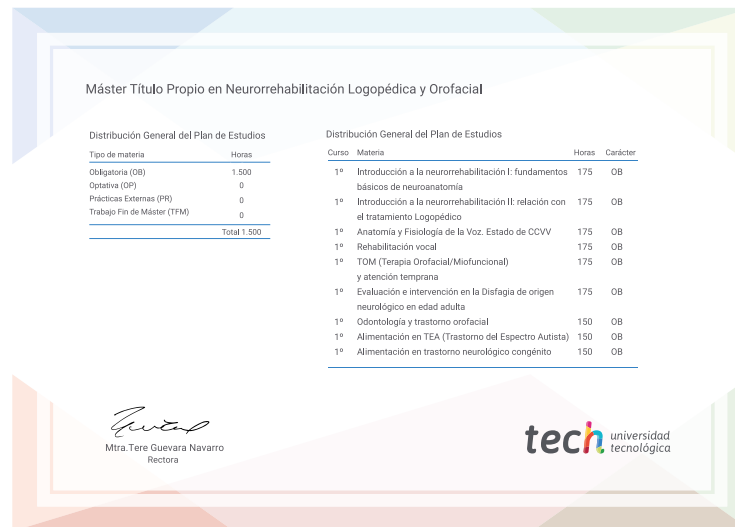 Máster Título Propio en Neurorrehabilitación Logopédica y Orofacial
Distribución General del Plan de Estudios
Tipo de materia Horas
Obligatoria (OB) 1.500
Optativa (OP) 0
Prácticas Externas (PR) 0
Trabajo Fin de Máster (TFM) 0
Total 1.500
Distribución General del Plan de Estudios
Curso Materia Horas Carácter
1º Introducción a la neurorrehabilitación I: fundamentos 175 OB
básicos de neuroanatomía
1º Introducción a la neurorrehabilitación II: relación con 175 OB
el tratamiento Logopédico
1º Anatomía y Fisiología de la Voz. Estado de CCVV 175 OB
1º Rehabilitación vocal 175 OB
1º TOM (Terapia Orofacial/Miofuncional) 175 OB
y atención temprana
1º Evaluación e intervención en la Disfagia de origen 175 OB
neurológico en edad adulta
1º Odontología y trastorno orofacial 150 OB
1º Alimentación en TEA (Trastorno del Espectro Autista) 150 OB
1º Alimentación en trastorno neurológico congénito 150 OB
Mtra.Tere Guevara Navarro
Rectora
tech universidad
tecnológica